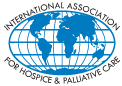 INTERNATIONAL ASSOCIATION
FOR HOSPICE & PALLIATIVE CARE